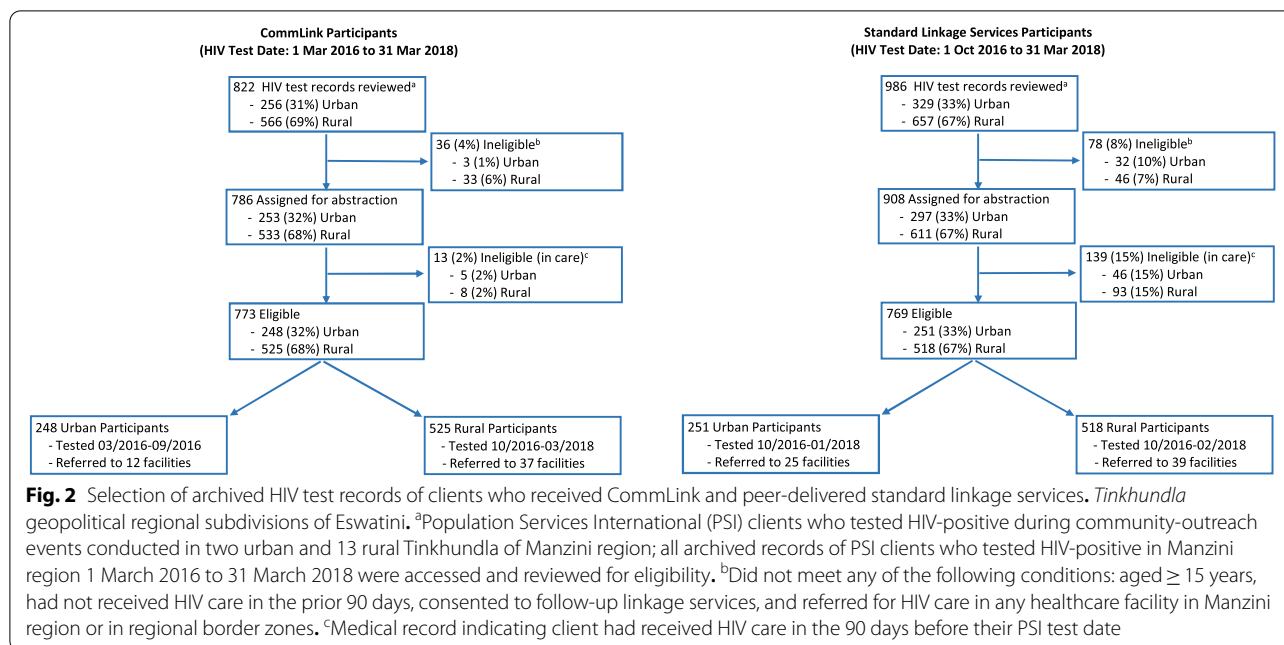 CommLink Participants
(HIV Test Date: 1 Mar 2016 to 31 Mar 2018)
822 HIV test records reviewedᵃ
- 256 (31%) Urban
- 566 (69%) Rural
36 (4%) Ineligibleᵇ
- 3 (1%) Urban
- 33 (6%) Rural
786 Assigned for abstraction
- 253 (32%) Urban
- 533 (68%) Rural
13 (2%) Ineligible (in care)ᶜ
- 5 (2%) Urban
- 8 (2%) Rural
773 Eligible
- 248 (32%) Urban
- 525 (68%) Rural
248 Urban Participants
- Tested 03/2016-09/2016
- Referred to 12 facilities
525 Rural Participants
- Tested 10/2016-03/2018
- Referred to 37 facilities
Standard Linkage Services Participants
(HIV Test Date: 1 Oct 2016 to 31 Mar 2018)
986 HIV test records reviewedᵃ
- 329 (33%) Urban
- 657 (67%) Rural
78 (8%) Ineligibleᵇ
- 32 (10%) Urban
- 46 (7%) Rural
908 Assigned for abstraction
- 297 (33%) Urban
- 611 (67%) Rural
139 (15%) Ineligible (in care)ᶜ
- 46 (15%) Urban
- 93 (15%) Rural
769 Eligible
- 251 (33%) Urban
- 518 (67%) Rural
251 Urban Participants
- Tested 10/2016-01/2018
- Referred to 25 facilities
518 Rural Participants
- Tested 10/2016-02/2018
- Referred to 39 facilities
Fig. 2 Selection of archived HIV test records of clients who received CommLink and peer-delivered standard linkage services. Tinkhundla
geopolitical regional subdivisions of Eswatini. ᵃPopulation Services International (PSI) clients who tested HIV-positive during community-outreach
events conducted in two urban and 13 rural Tinkhundla of Manzini region; all archived records of PSI clients who tested HIV-positive in Manzini
region 1 March 2016 to 31 March 2018 were accessed and reviewed for eligibility. ᵇDid not meet any of the following conditions: aged ≥ 15 years,
had not received HIV care in the prior 90 days, consented to follow-up linkage services, and referred for HIV care in any healthcare facility in Manzini
region or in regional border zones. ᶜMedical record indicating client had received HIV care in the 90 days before their PSI test date